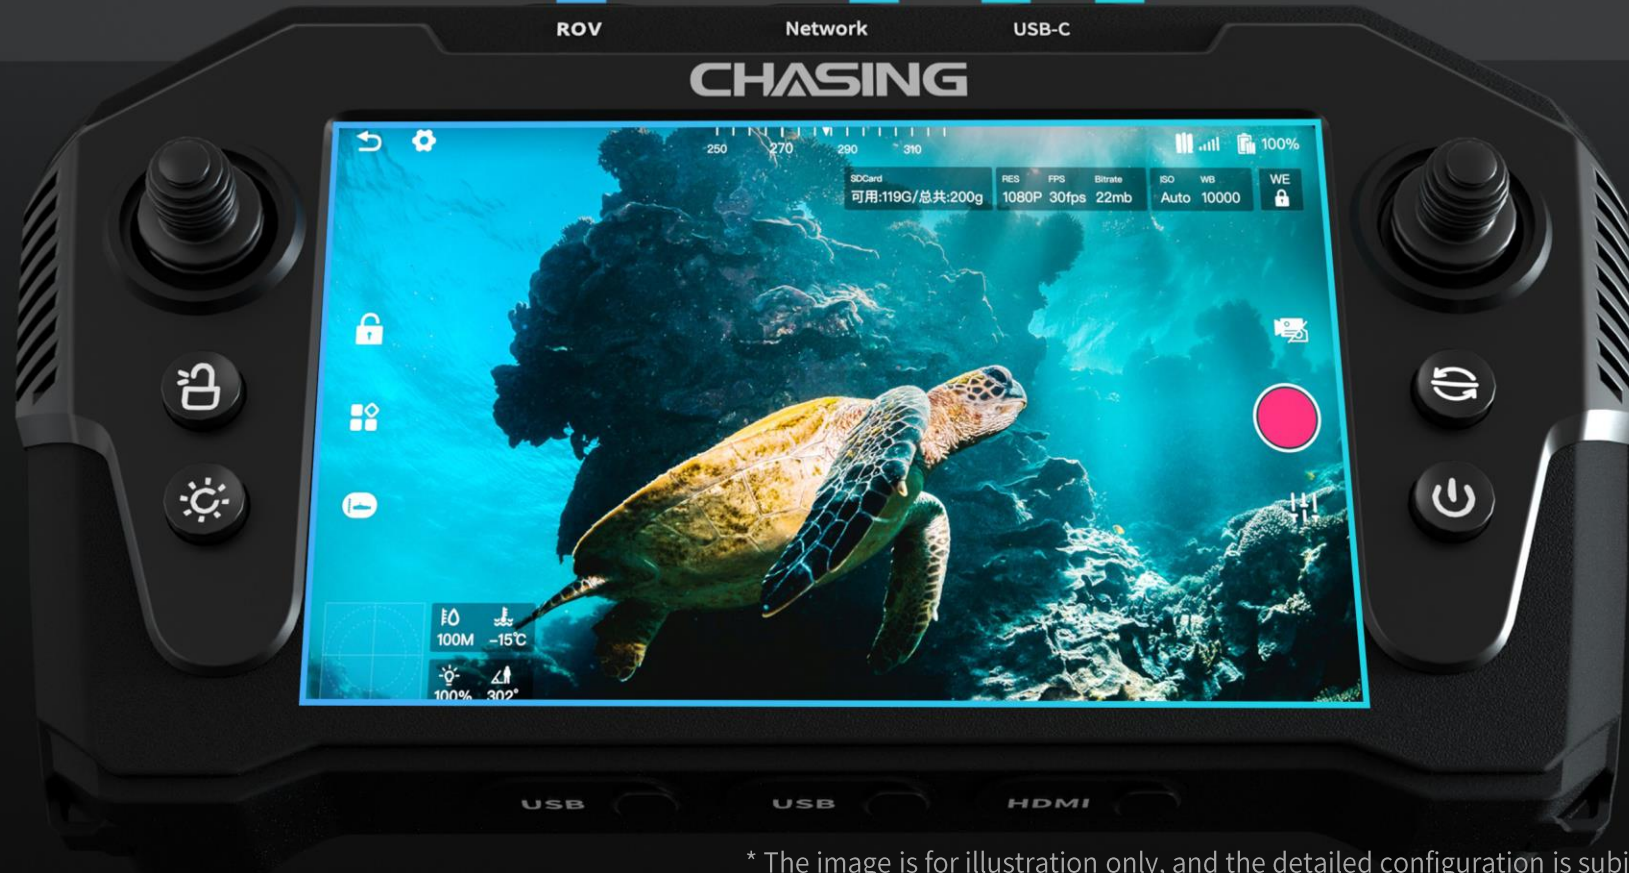 ROV Network USB-C
CHASING
250 270 290 310
100%
SDCard RES FPS Bitrate ISO WB WE
可用:119G/总共:200g 1080P 30fps 22mb Auto 10000
100M -15℃
100% 302°
USB USB HDMI
* The image is for illustration only, and the detailed configuration is